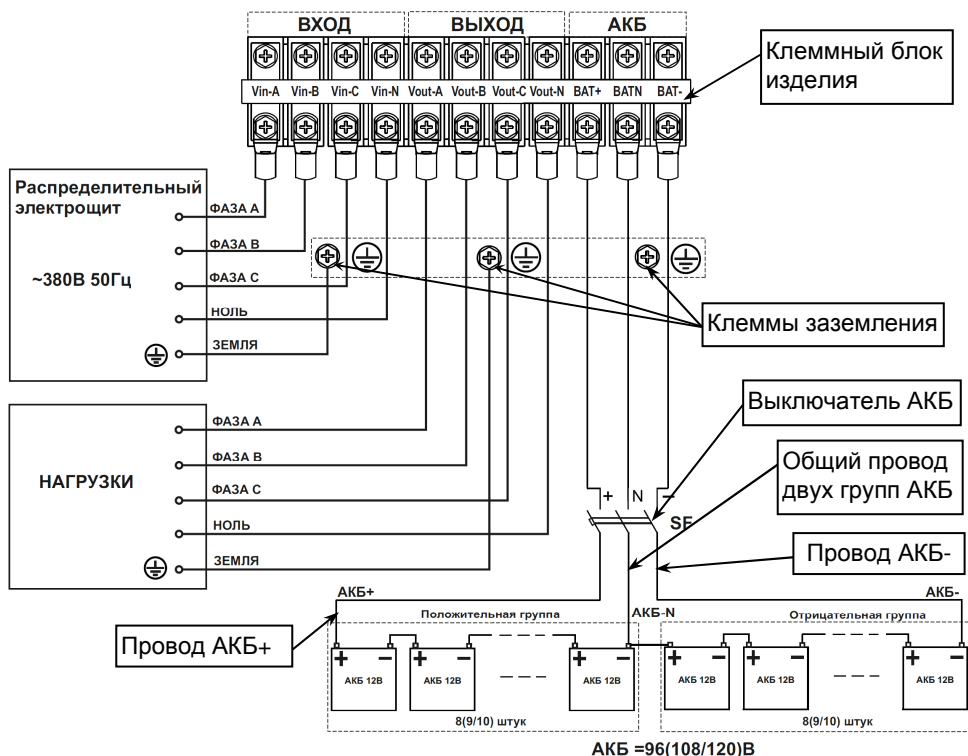 ВХОД ВЫХОД АКБ
Клеммный блок
изделия
Vin-A Vin-B Vin-C Vin-N Vout-A Vout-B Vout-C Vout-N BAT+ BATN BAT-
Распределительный
электрощит
~380В 50Гц
ФАЗА А
ФАЗА В
ФАЗА С
НОЛЬ
ЗЕМЛЯ
Клеммы заземления
НАГРУЗКИ
ФАЗА А
ФАЗА В
ФАЗА С
НОЛЬ
ЗЕМЛЯ
Выключатель АКБ
Общий провод
двух групп АКБ
+ N −
SF
Провод АКБ-
АКБ+ АКБ-N АКБ-
Провод АКБ+
Положительная группа
Отрицательная группа
+ − + − + − + − + − + −
АКБ 12В АКБ 12В АКБ 12В АКБ 12В АКБ 12В АКБ 12В
8(9/10) штук 8(9/10) штук
АКБ =96(108/120)В